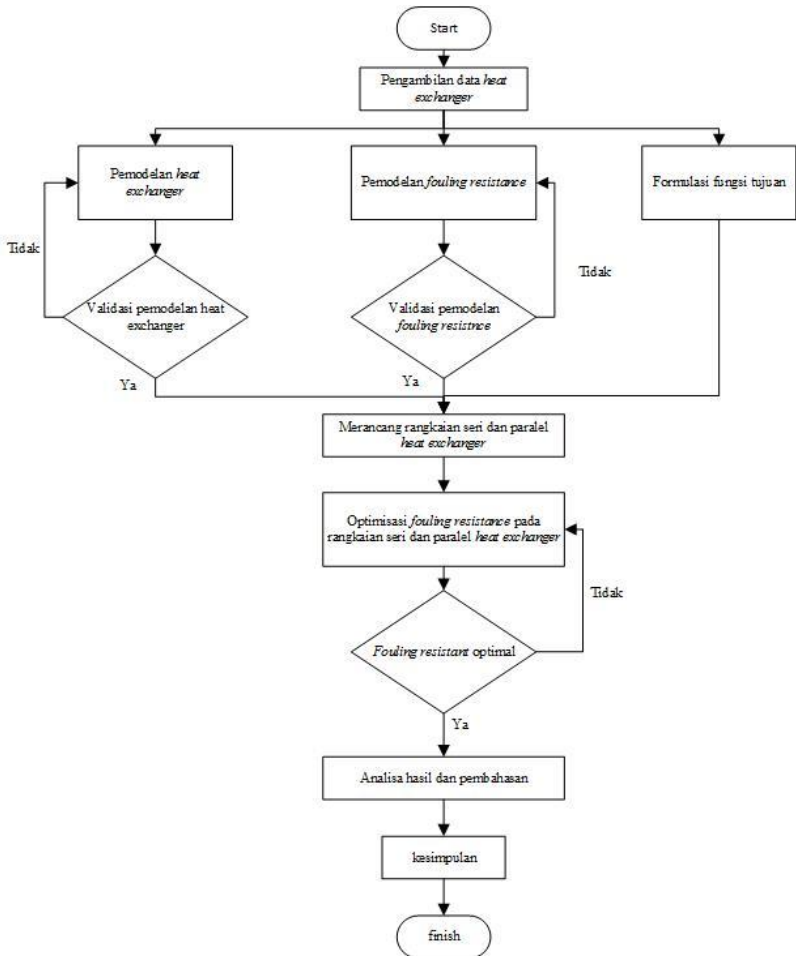 Start
Pengambilan data heat
exchanger
Pemodelan heat
exchanger
Pemodelan fouling resistance
Formulasi fungsi tujuan
Tidak
Tidak
Validasi pemodelan heat
exchanger
Validasi pemodelan
fouling resistnce
Ya
Ya
Merancang rangkaian seri dan paralel
heat exchanger
Optimisasi fouling resistance pada
rangkaian seri dan paralel heat exchanger
Tidak
Fouling resistant optimal
Ya
Analisa hasil dan pembahasan
kesimpulan
finish